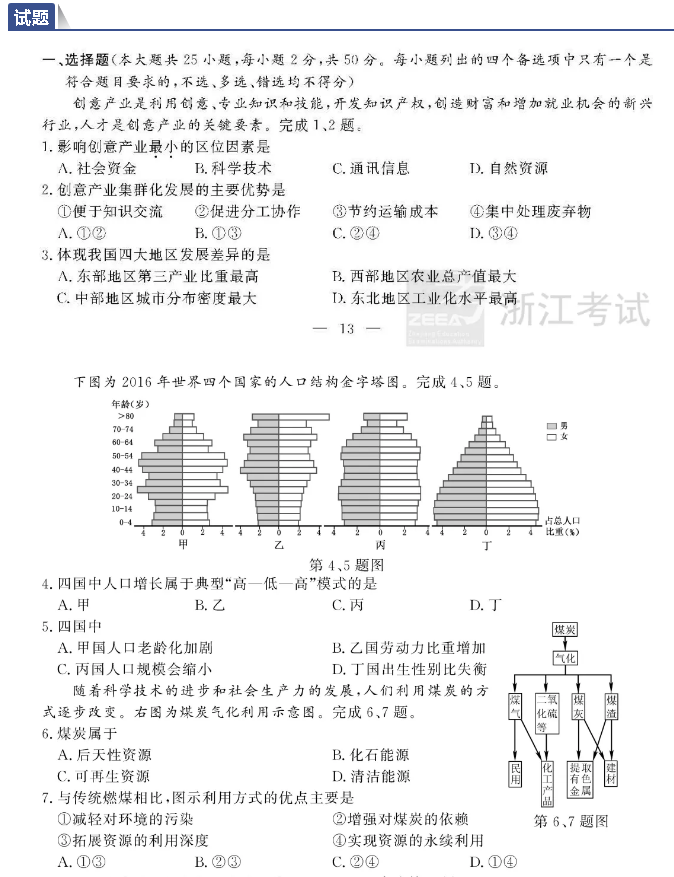 试题
一、选择题(本大题共 25 小题,每小题 2 分,共 50 分。每小题列出的四个备选项中只有一个是
符合题目要求的,不选、多选、错选均不得分)
创意产业是利用创意、专业知识和技能,开发知识产权,创造财富和增加就业机会的新兴
行业,人才是创意产业的关键要素。完成 1、2 题。
1. 影响创意产业最小的区位因素是
A. 社会资金 B. 科学技术 C. 通讯信息 D. 自然资源
2. 创意产业集群化发展的主要优势是
①便于知识交流 ②促进分工协作 ③节约运输成本 ④集中处理废弃物
A. ①② B. ①③ C. ②④ D. ③④
3. 体现我国四大地区发展差异的是
A. 东部地区第三产业比重最高 B. 西部地区农业总产值最大
C. 中部地区城市分布密度最大 D. 东北地区工业化水平最高
ZEEA 浙江考试
— 13 —
下图为 2016 年世界四个国家的人口结构金字塔图。完成 4、5 题。
年龄(岁)
>80
70-74
60-64
50-54
40-44
30-34
20-24
10-14
0-4
男
女
4 2 0 2 4 4 2 0 2 4 4 2 0 2 4 4 2 0 2 4
占总人口
比重(%)
甲 乙 丙 丁
第 4、5 题图
4. 四国中人口增长属于典型“高—低—高”模式的是
A. 甲 B. 乙 C. 丙 D. 丁
5. 四国中
A. 甲国人口老龄化加剧 B. 乙国劳动力比重增加
C. 丙国人口规模会缩小 D. 丁国出生性别比失衡
随着科学技术的进步和社会生产力的发展,人们利用煤炭的方
式逐步改变。右图为煤炭气化利用示意图。完成 6、7 题。
6. 煤炭属于
A. 后天性资源 B. 化石能源
C. 可再生资源 D. 清洁能源
7. 与传统燃煤相比,图示利用方式的优点主要是
①减轻对环境的污染 ②增强对煤炭的依赖
③拓展资源的利用深度 ④实现资源的永续利用
A. ①③ B. ②③ C. ②④ D. ①④
煤炭
气化
煤气
二氧化硫等
煤灰
煤渣
民用
化工产品
提取有色金属
建材
第 6、7 题图